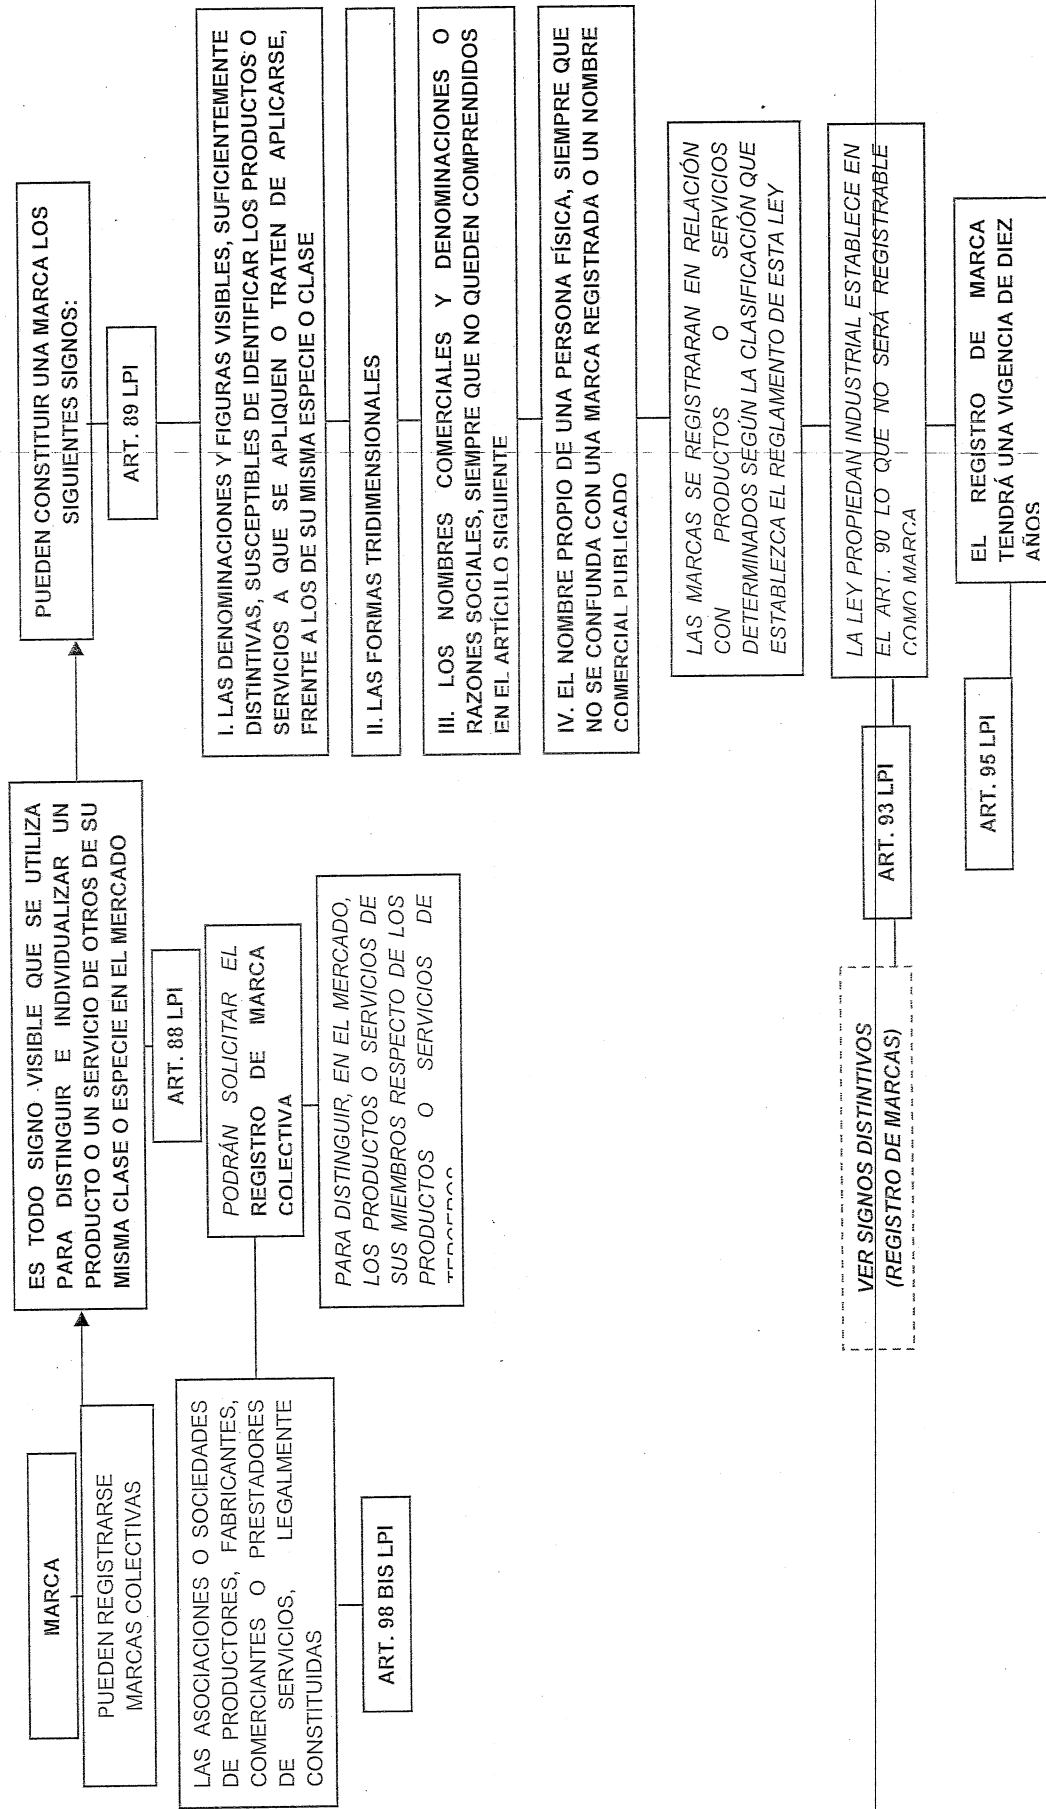 MARCA
PUEDEN REGISTRARSE
MARCAS COLECTIVAS
LAS ASOCIACIONES O SOCIEDADES
DE PRODUCTORES, FABRICANTES,
COMERCIANTES O PRESTADORES
DE SERVICIOS, LEGALMENTE
CONSTITUIDAS
ART. 98 BIS LPI
ES TODO SIGNO VISIBLE QUE SE UTILIZA
PARA DISTINGUIR E INDIVIDUALIZAR UN
PRODUCTO O UN SERVICIO DE OTROS DE SU
MISMA CLASE O ESPECIE EN EL MERCADO
ART. 88 LPI
PODRÁN SOLICITAR EL
REGISTRO DE MARCA
COLECTIVA
PARA DISTINGUIR, EN EL MERCADO,
LOS PRODUCTOS O SERVICIOS DE
SUS MIEMBROS RESPECTO DE LOS
PRODUCTOS O SERVICIOS DE
PUEDEN CONSTITUIR UNA MARCA LOS
SIGUIENTES SIGNOS:
ART. 89 LPI
I. LAS DENOMINACIONES Y FIGURAS VISIBLES, SUFICIENTEMENTE
DISTINTIVAS, SUSCEPTIBLES DE IDENTIFICAR LOS PRODUCTOS O
SERVICIOS A QUE SE APLIQUEN O TRATEN DE APLICARSE,
FRENTE A LOS DE SU MISMA ESPECIE O CLASE
II. LAS FORMAS TRIDIMENSIONALES
III. LOS NOMBRES COMERCIALES Y DENOMINACIONES O
RAZONES SOCIALES, SIEMPRE QUE NO QUEDEN COMPRENDIDOS
EN EL ARTÍCULO SIGUIENTE
IV. EL NOMBRE PROPIO DE UNA PERSONA FÍSICA, SIEMPRE QUE
NO SE CONFUNDA CON UNA MARCA REGISTRADA O UN NOMBRE
COMERCIAL PUBLICADO
LAS MARCAS SE REGISTRARAN EN RELACIÓN
CON PRODUCTOS O SERVICIOS
DETERMINADOS SEGÚN LA CLASIFICACIÓN QUE
ESTABLEZCA EL REGLAMENTO DE ESTA LEY
LA LEY PROPIEDAN INDUSTRIAL ESTABLECE EN
EL ART. 90 LO QUE NO SERÁ REGISTRABLE
COMO MARCA
ART. 93 LPI
VER SIGNOS DISTINTIVOS
(REGISTRO DE MARCAS)
EL REGISTRO DE MARCA
TENDRÁ UNA VIGENCIA DE DIEZ
AÑOS
ART. 95 LPI